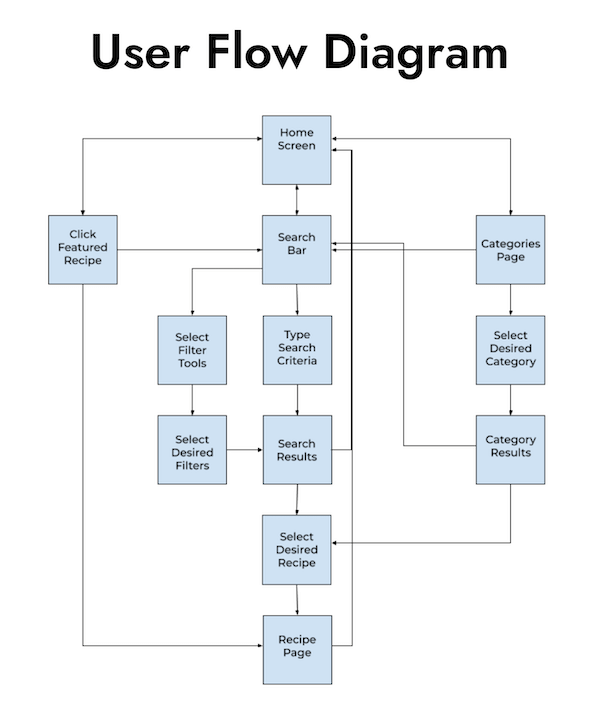 User Flow Diagram
Home
Screen
Click
Featured
Recipe
Search
Bar
Categories
Page
Select
Filter
Tools
Type
Search
Criteria
Select
Desired
Category
Select
Desired
Filters
Search
Results
Category
Results
Select
Desired
Recipe
Recipe
Page